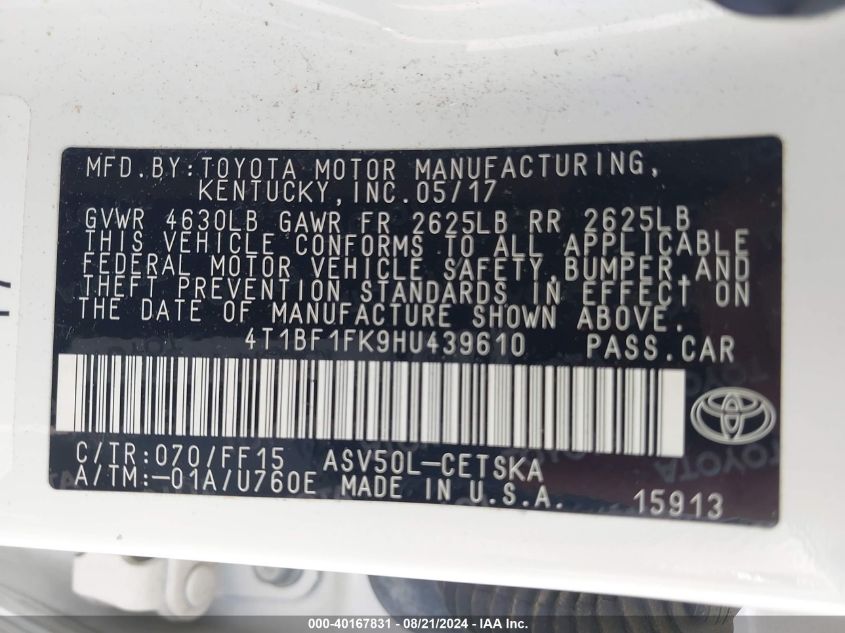 MFD.BY:TOYOTA MOTOR MANUFACTURING,
KENTUCKY,INC.05/17
GVWR 4630LB GAWR FR 2625LB RR 2625LB
THIS VEHICLE CONFORMS TO ALL APPLICABLE
FEDERAL MOTOR VEHICLE SAFETY,BUMPER,AND
THEFT PREVENTION STANDARDS IN EFFECT ON
THE DATE OF MANUFACTURE SHOWN ABOVE.
4T1BF1FK9HU439610 PASS.CAR
C/TR:070/FF15 ASV50L-CETSKA
A/TM:-01A/U760E MADE IN U.S.A. 15913
000-40167831 - 08/21/2024 - IAA Inc.